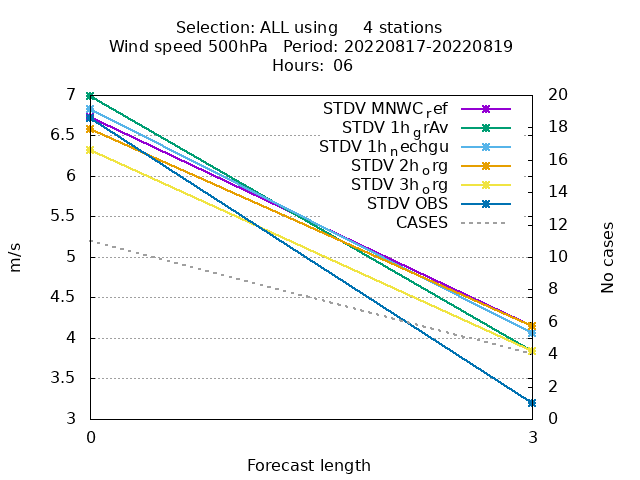 Selection: ALL using 4 stations
Wind speed 500hPa Period: 20220817-20220819
Hours: 06
7 20
STDV MNWC_ref
6.5 18
STDV 1h_grAv
STDV 1h_nechgu
6 16
STDV 2h_org
STDV 3h_org
5.5 14
STDV OBS
CASES
12
5 10
m/s
No cases
4.5 8
6
4 4
3.5 2
3 0
0 3
Forecast length